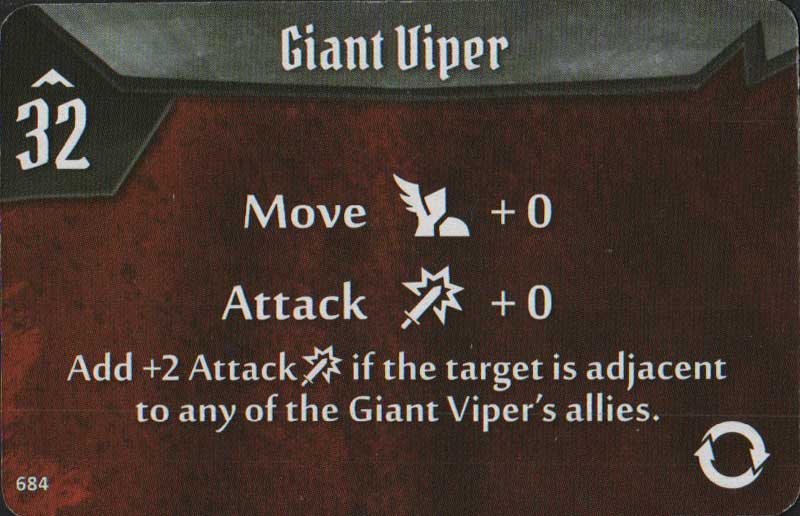 Giant Viper
32
Move + 0
Attack + 0
Add +2 Attack if the target is adjacent
to any of the Giant Viper's allies.
684